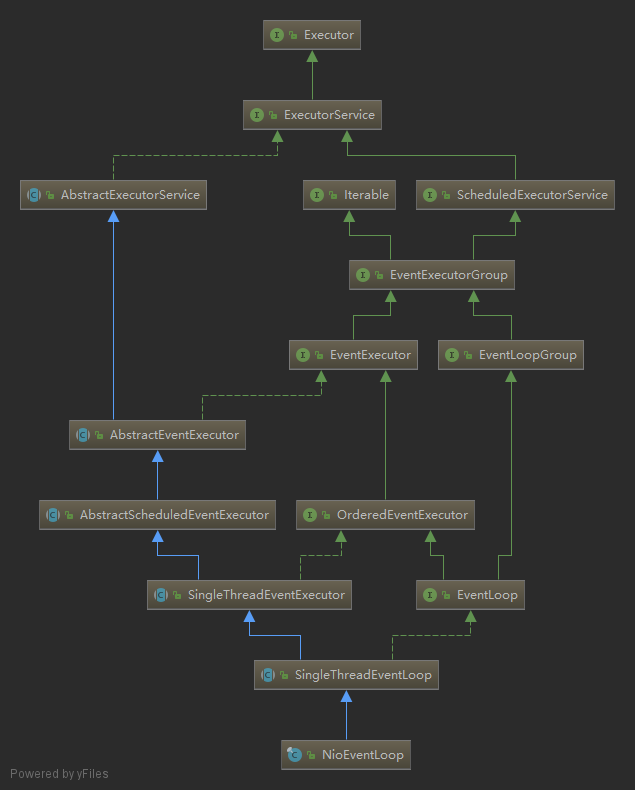 Executor
ExecutorService
AbstractExecutorService
Iterable
ScheduledExecutorService
EventExecutorGroup
EventExecutor
EventLoopGroup
AbstractEventExecutor
AbstractScheduledEventExecutor
OrderedEventExecutor
SingleThreadEventExecutor
EventLoop
SingleThreadEventLoop
NioEventLoop
Powered by yFiles